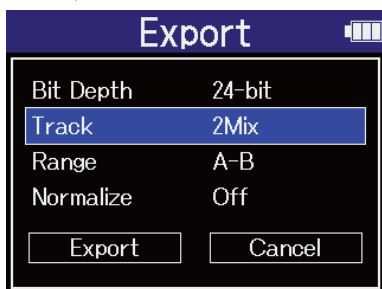 Export
Bit Depth 24-bit
Track 2Mix
Range A-B
Normalize Off
Export Cancel